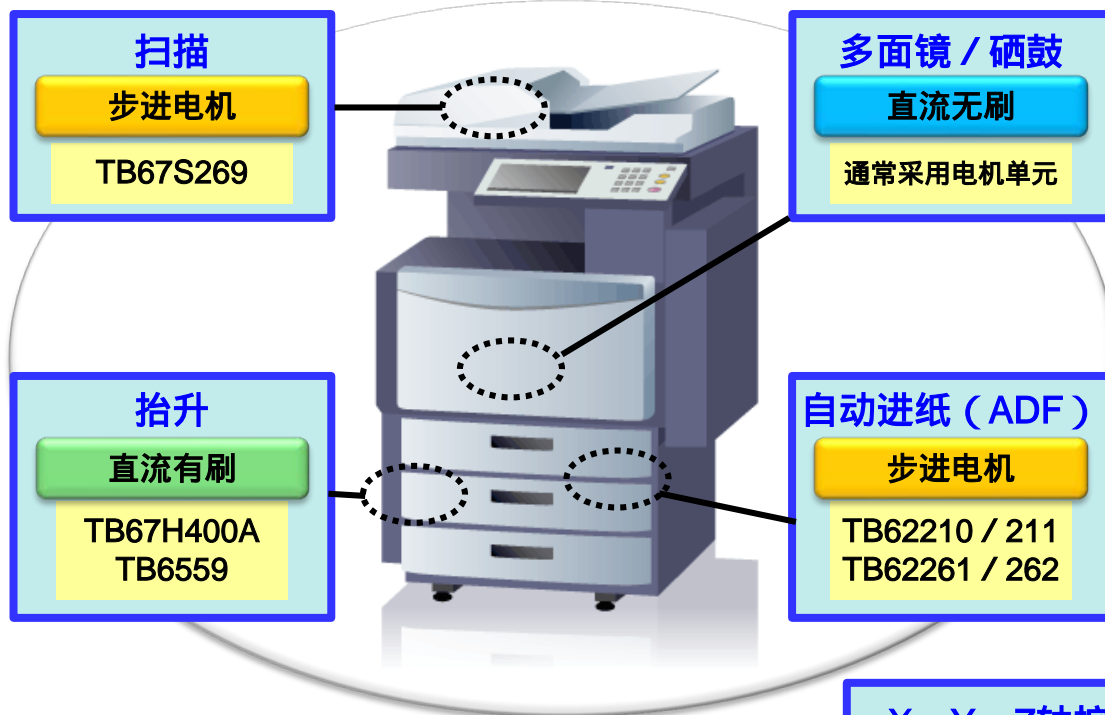 扫描
步进电机
TB67S269
多面镜 / 硒鼓
直流无刷
通常采用电机单元
抬升
直流有刷
TB67H400A
TB6559
自动进纸（ADF）
步进电机
TB62210 / 211
TB62261 / 262